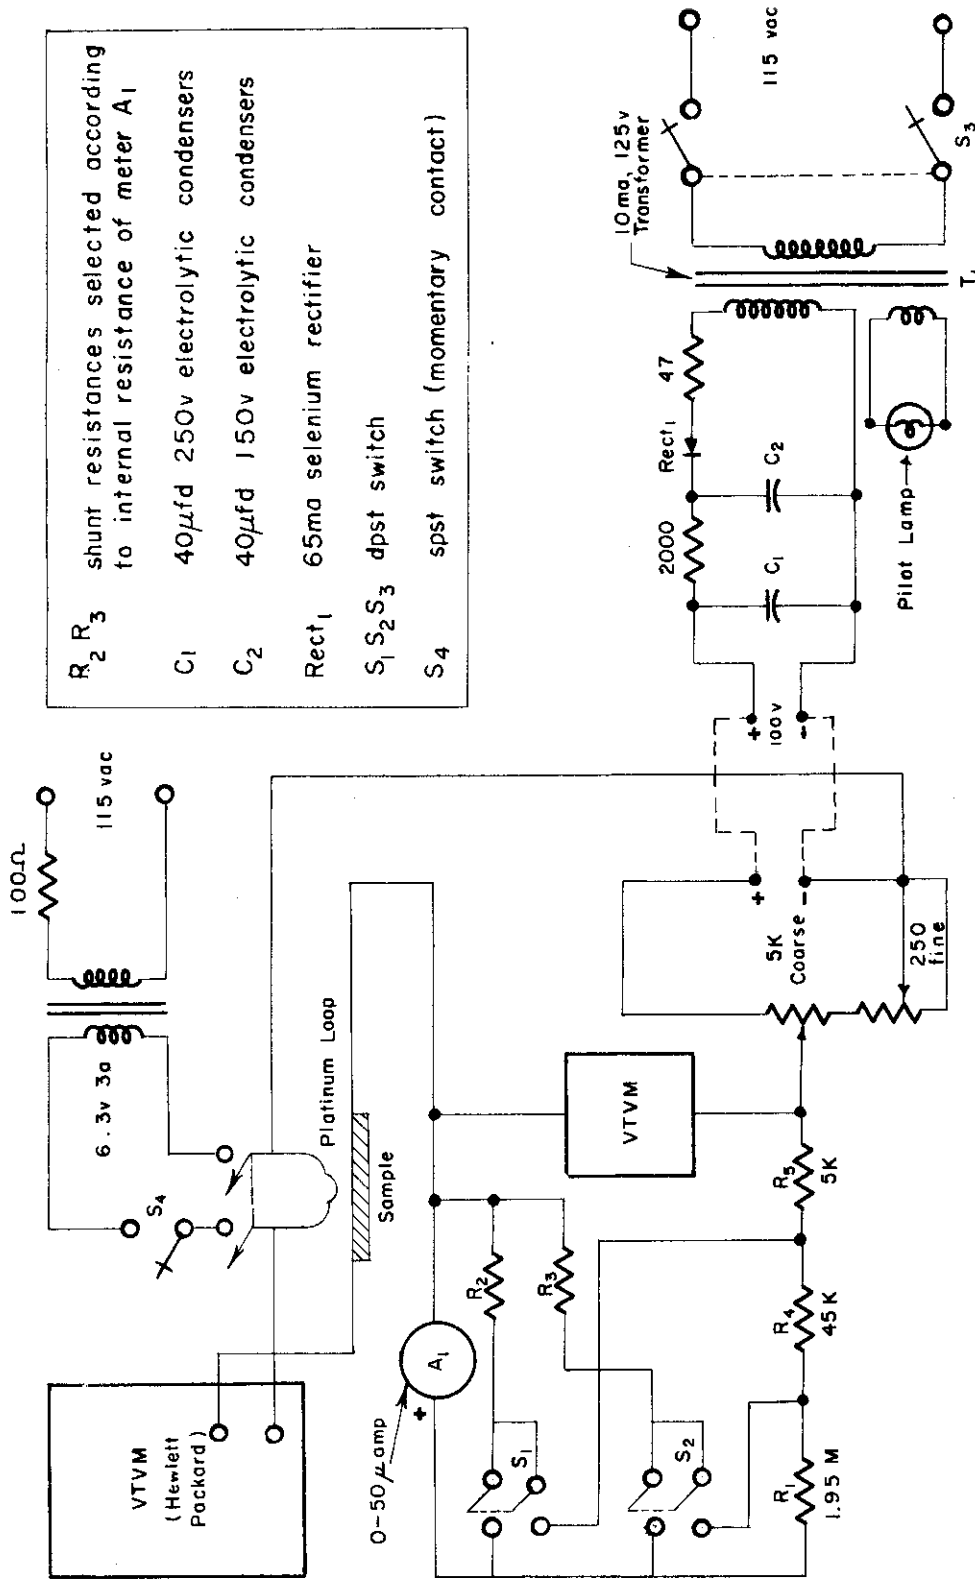 R2 R3 shunt resistances selected according
to internal resistance of meter A1
C1 40μfd 250v electrolytic condensers
C2 40μfd 150v electrolytic condensers
Rect1 65ma selenium rectifier
S1 S2 S3 dpst switch
S4 spst switch (momentary contact)
100Ω
115 vac
6.3v 3a
S4
Platinum Loop
Sample
VTVM
(Hewlett
Packard)
0-50μamp
+
A1
R2
R3
S1
S2
VTVM
R1
1.95 M
R4
45K
R5
5K
5K
Coarse
+
-
250
fine
+
100v
-
2000
Rect1
47
C1
C2
Pilot Lamp
10ma, 125v
Transformer
T1
115 vac
S3